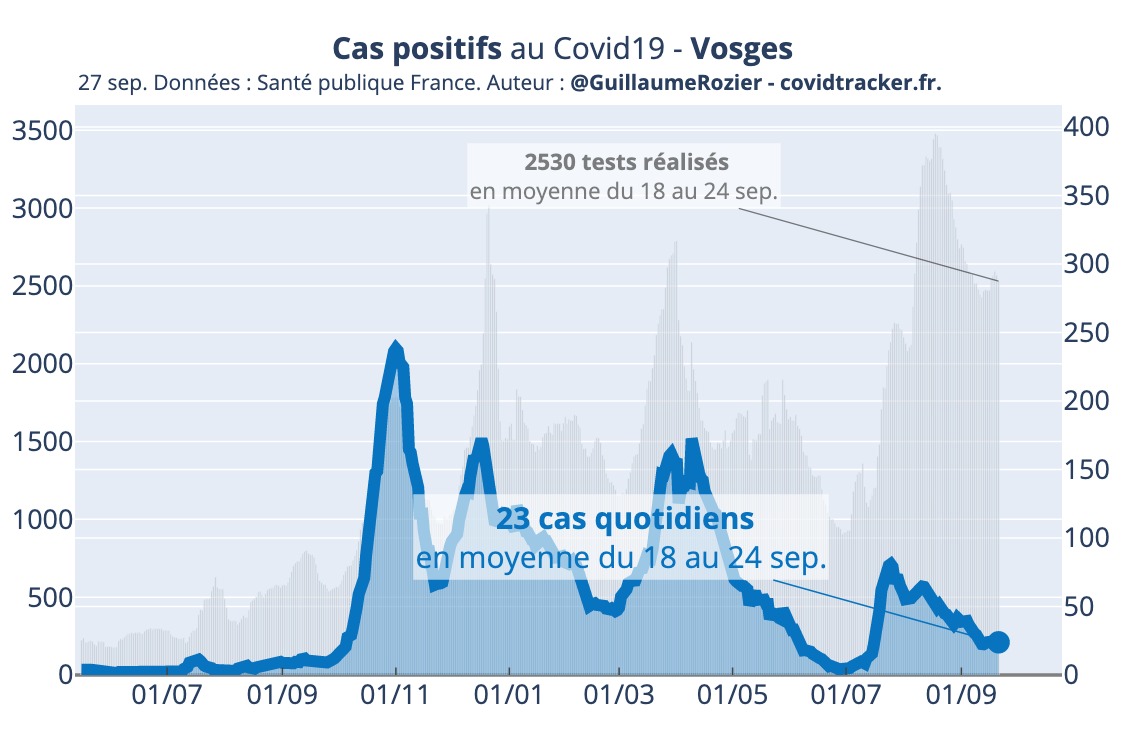 Cas positifs au Covid19 - Vosges
27 sep. Données : Santé publique France. Auteur : @GuillaumeRozier - covidtracker.fr.
3500
3000
2500
2000
1500
1000
500
0
400
350
300
250
200
150
100
50
0
2530 tests réalisés
en moyenne du 18 au 24 sep.
23 cas quotidiens
en moyenne du 18 au 24 sep.
01/07 01/09 01/11 01/01 01/03 01/05 01/07 01/09